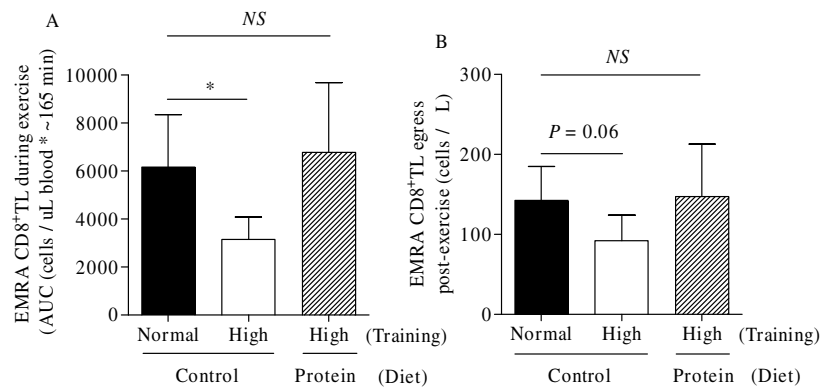 A
NS
EMRA CD8+TL during exercise
(AUC (cells / uL blood * ~165 min)
10000
8000
6000
4000
2000
0
*
Normal High High (Training)
Control Protein (Diet)
B
NS
P = 0.06
EMRA CD8+TL egress
post-exercise (cells / L)
300
200
100
0
Normal High High (Training)
Control Protein (Diet)